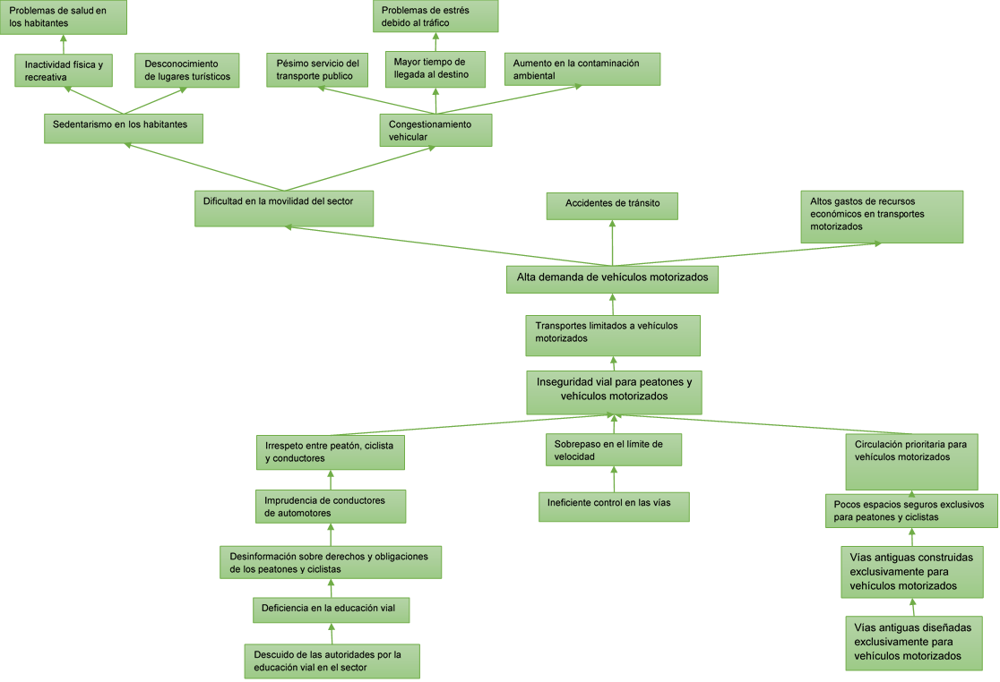 Problemas de salud en
los habitantes
Problemas de estrés
debido al tráfico
Inactividad física y
recreativa
Desconocimiento
de lugares turísticos
Pésimo servicio del
transporte publico
Mayor tiempo de
llegada al destino
Aumento en la contaminación
ambiental
Sedentarismo en los habitantes
Congestionamiento
vehicular
Dificultad en la movilidad del sector
Accidentes de tránsito
Altos gastos de recursos
económicos en transportes
motorizados
Alta demanda de vehículos motorizados
Transportes limitados a vehículos
motorizados
Inseguridad vial para peatones y
vehículos motorizados
Irrespeto entre peatón, ciclista
y conductores
Sobrepaso en el límite de
velocidad
Circulación prioritaria para
vehículos motorizados
Imprudencia de conductores
de automotores
Ineficiente control en las vías
Pocos espacios seguros exclusivos
para peatones y ciclistas
Desinformación sobre derechos y obligaciones
de los peatones y ciclistas
Vías antiguas construidas
exclusivamente para
vehículos motorizados
Deficiencia en la educación vial
Vías antiguas diseñadas
exclusivamente para
vehículos motorizados
Descuido de las autoridades por la
educación vial en el sector